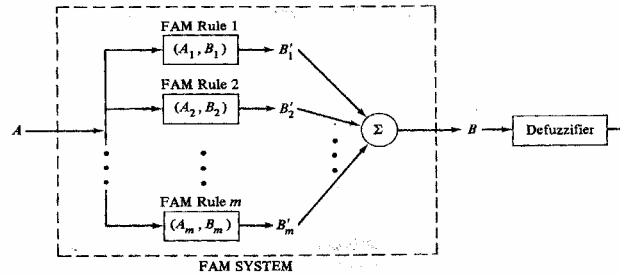 FAM Rule 1
(A₁, B₁) B′₁
FAM Rule 2
(A₂, B₂) B′₂
A Σ B Defuzzifier
FAM Rule m
(Aₘ, Bₘ) B′ₘ
FAM SYSTEM